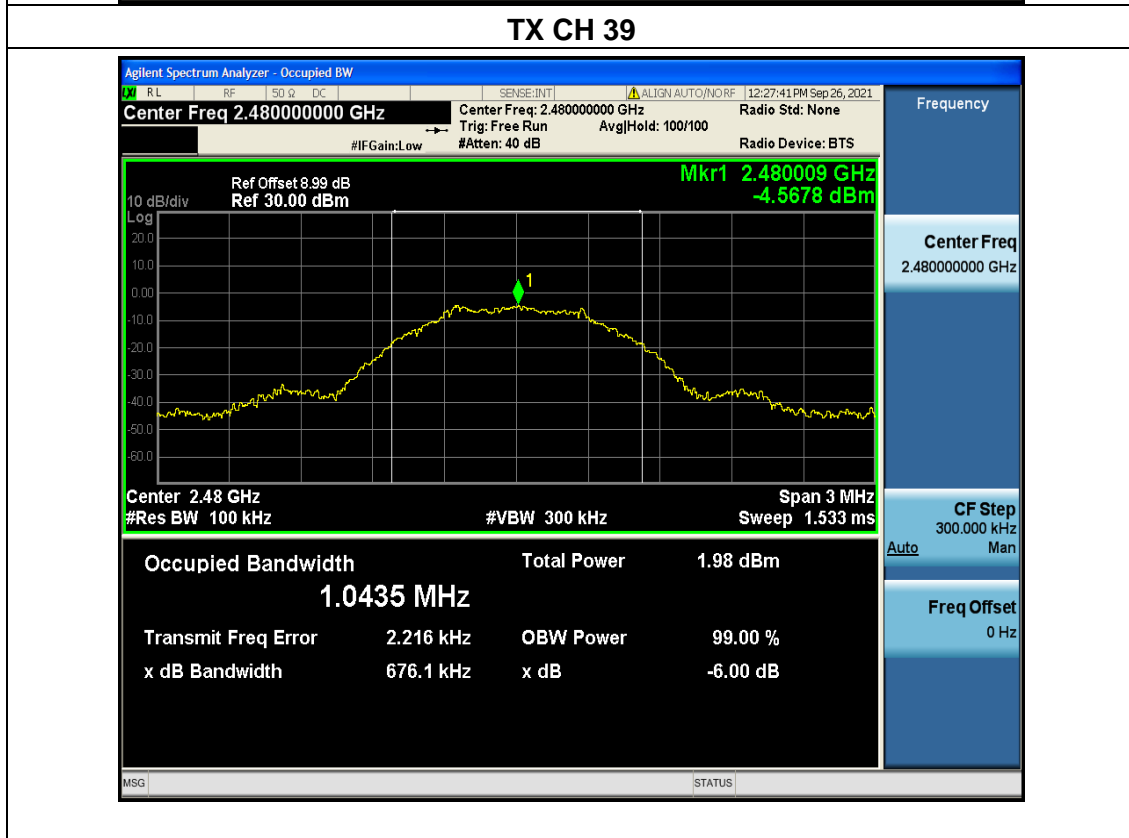 TX CH 39
Agilent Spectrum Analyzer - Occupied BW
LXI RL RF 50 Ω DC SENSE:INT ALIGN AUTO/NO RF 12:27:41 PM Sep 26, 2021
Center Freq 2.480000000 GHz
Center Freq: 2.480000000 GHz Radio Std: None
Trig: Free Run Avg|Hold: 100/100
#IFGain:Low #Atten: 40 dB Radio Device: BTS
Mkr1 2.480009 GHz
-4.5678 dBm
Ref Offset 8.99 dB
10 dB/div Ref 30.00 dBm
Log
20.0
10.0
0.00
-10.0
-20.0
-30.0
-40.0
-50.0
-60.0
1
Center 2.48 GHz Span 3 MHz
#Res BW 100 kHz #VBW 300 kHz Sweep 1.533 ms
Occupied Bandwidth Total Power 1.98 dBm
1.0435 MHz
Transmit Freq Error 2.216 kHz OBW Power 99.00 %
x dB Bandwidth 676.1 kHz x dB -6.00 dB
Frequency
Center Freq
2.480000000 GHz
CF Step
300.000 kHz
Auto Man
Freq Offset
0 Hz
MSG STATUS